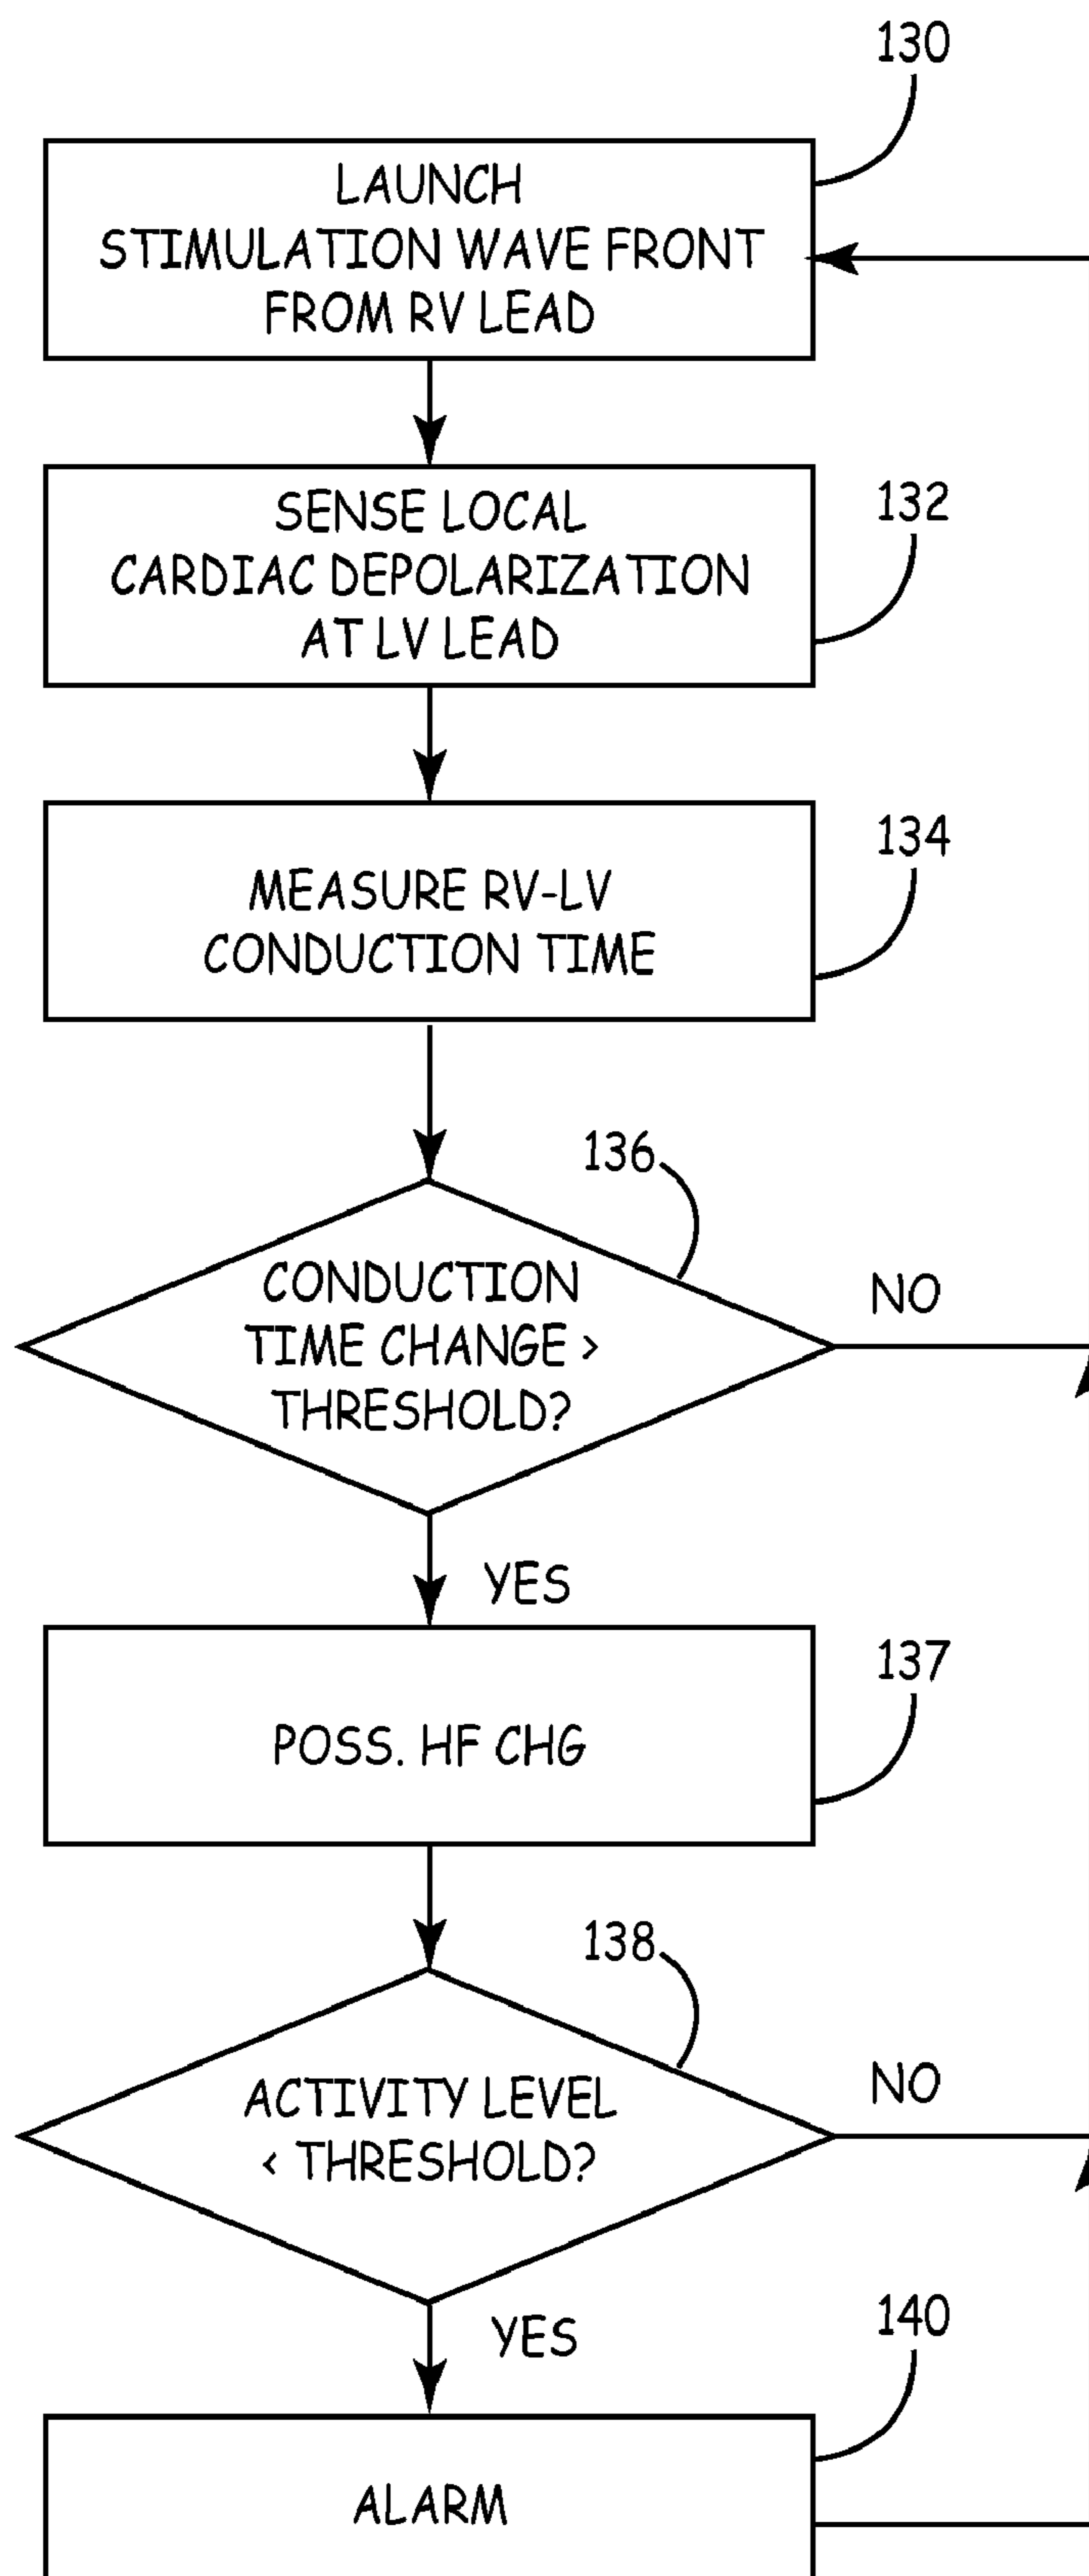 130
LAUNCH
STIMULATION WAVE FRONT
FROM RV LEAD
SENSE LOCAL
CARDIAC DEPOLARIZATION
AT LV LEAD
132
MEASURE RV-LV
CONDUCTION TIME
134
136
CONDUCTION
TIME CHANGE >
THRESHOLD?
NO
YES
POSS. HF CHG
137
138
ACTIVITY LEVEL
< THRESHOLD?
NO
YES
140
ALARM